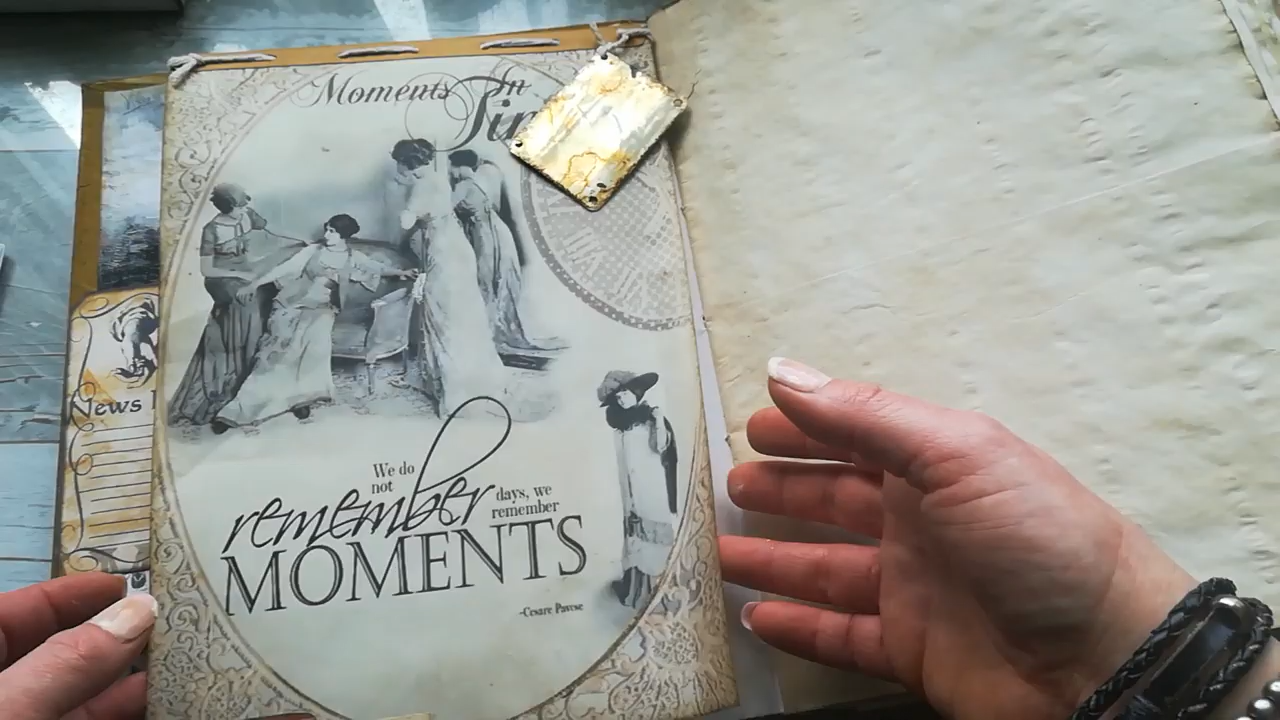 Moments In
We do
not
remember days, we
remember
MOMENTS
-Cesare Pavese
News